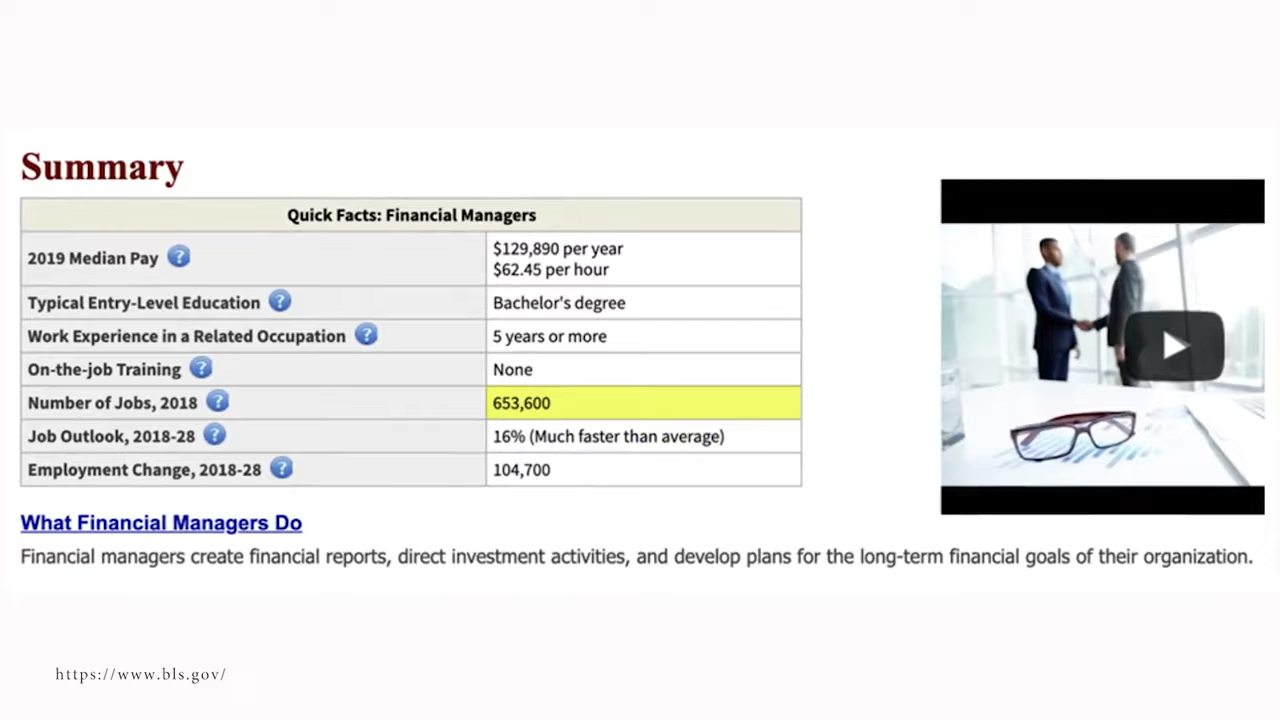 Summary
Quick Facts: Financial Managers
2019 Median Pay ?
$129,890 per year
$62.45 per hour
Typical Entry-Level Education ?
Bachelor's degree
Work Experience in a Related Occupation ?
5 years or more
On-the-job Training ?
None
Number of Jobs, 2018 ?
653,600
Job Outlook, 2018-28 ?
16% (Much faster than average)
Employment Change, 2018-28 ?
104,700
What Financial Managers Do
Financial managers create financial reports, direct investment activities, and develop plans for the long-term financial goals of their organization.
https://www.bls.gov/